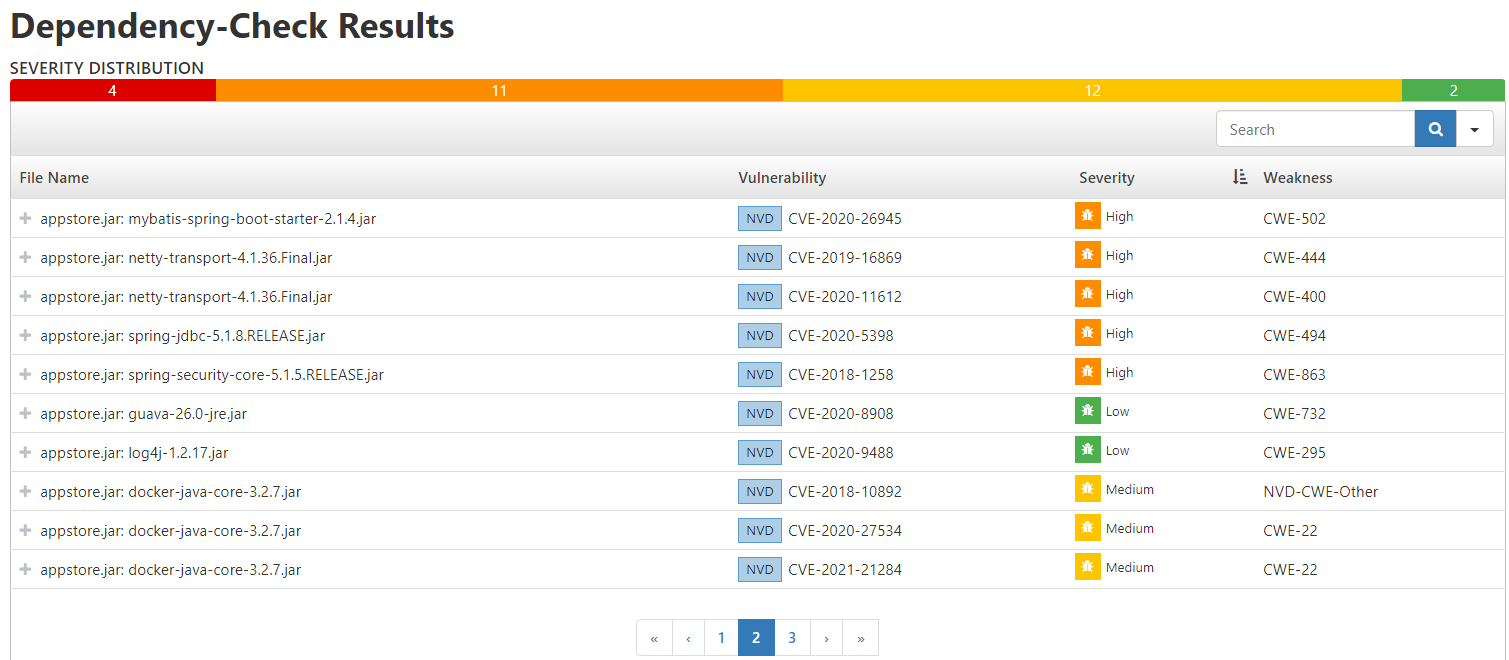 Dependency-Check Results
SEVERITY DISTRIBUTION
4 11 12 2
Search
File Name Vulnerability Severity Weakness
appstore.jar: mybatis-spring-boot-starter-2.1.4.jar NVD CVE-2020-26945 High CWE-502
appstore.jar: netty-transport-4.1.36.Final.jar NVD CVE-2019-16869 High CWE-444
appstore.jar: netty-transport-4.1.36.Final.jar NVD CVE-2020-11612 High CWE-400
appstore.jar: spring-jdbc-5.1.8.RELEASE.jar NVD CVE-2020-5398 High CWE-494
appstore.jar: spring-security-core-5.1.5.RELEASE.jar NVD CVE-2018-1258 High CWE-863
appstore.jar: guava-26.0-jre.jar NVD CVE-2020-8908 Low CWE-732
appstore.jar: log4j-1.2.17.jar NVD CVE-2020-9488 Low CWE-295
appstore.jar: docker-java-core-3.2.7.jar NVD CVE-2018-10892 Medium NVD-CWE-Other
appstore.jar: docker-java-core-3.2.7.jar NVD CVE-2020-27534 Medium CWE-22
appstore.jar: docker-java-core-3.2.7.jar NVD CVE-2021-21284 Medium CWE-22
« ‹ 1 2 3 › »